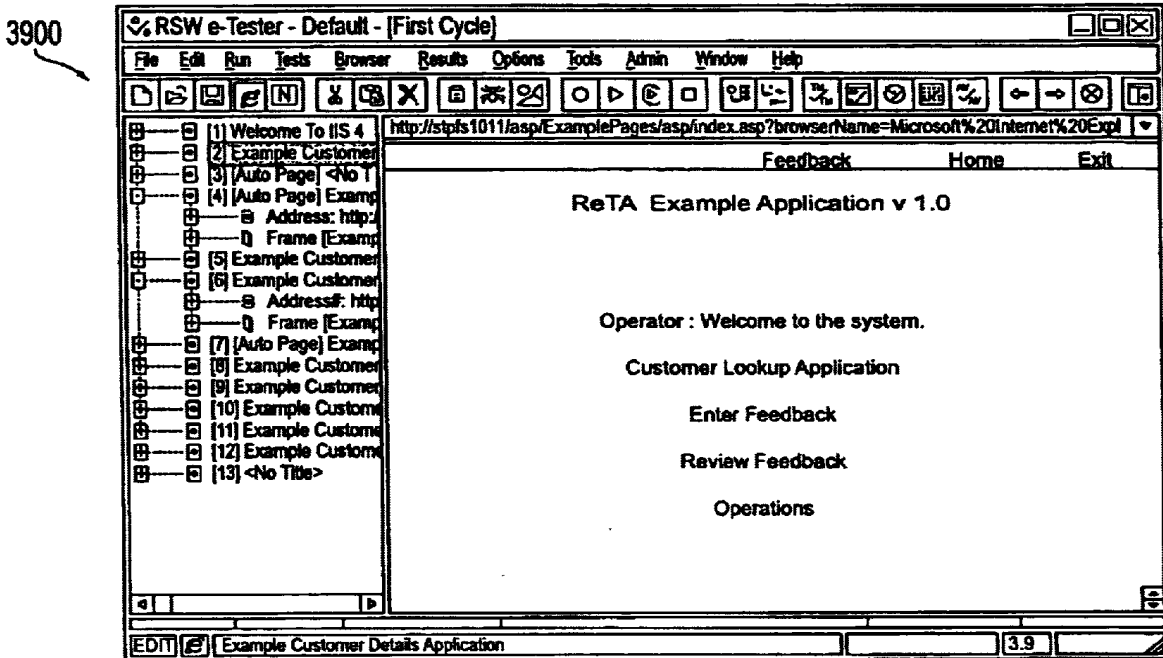 3900
RSW e-Tester - Default - [First Cycle]
File Edit Run Tests Browser Results Options Tools Admin Window Help
http://stpfs1011/asp/ExamplePages/asp/index.asp?browserName=Microsoft%20Internet%20Expl
[1] Welcome To IIS 4
[2] Example Customer
[3] [Auto Page] <No T
[4] [Auto Page] Examp
Address: http:/
Frame [Examp
[5] Example Customer
[6] Example Customer
Address#: http
Frame [Examp
[7] [Auto Page] Examp
[8] Example Customer
[9] Example Customer
[10] Example Custome
[11] Example Custome
[12] Example Custome
[13] <No Title>
Feedback Home Exit
ReTA Example Application v 1.0
Operator : Welcome to the system.
Customer Lookup Application
Enter Feedback
Review Feedback
Operations
EDIT e Example Customer Details Application 3.9